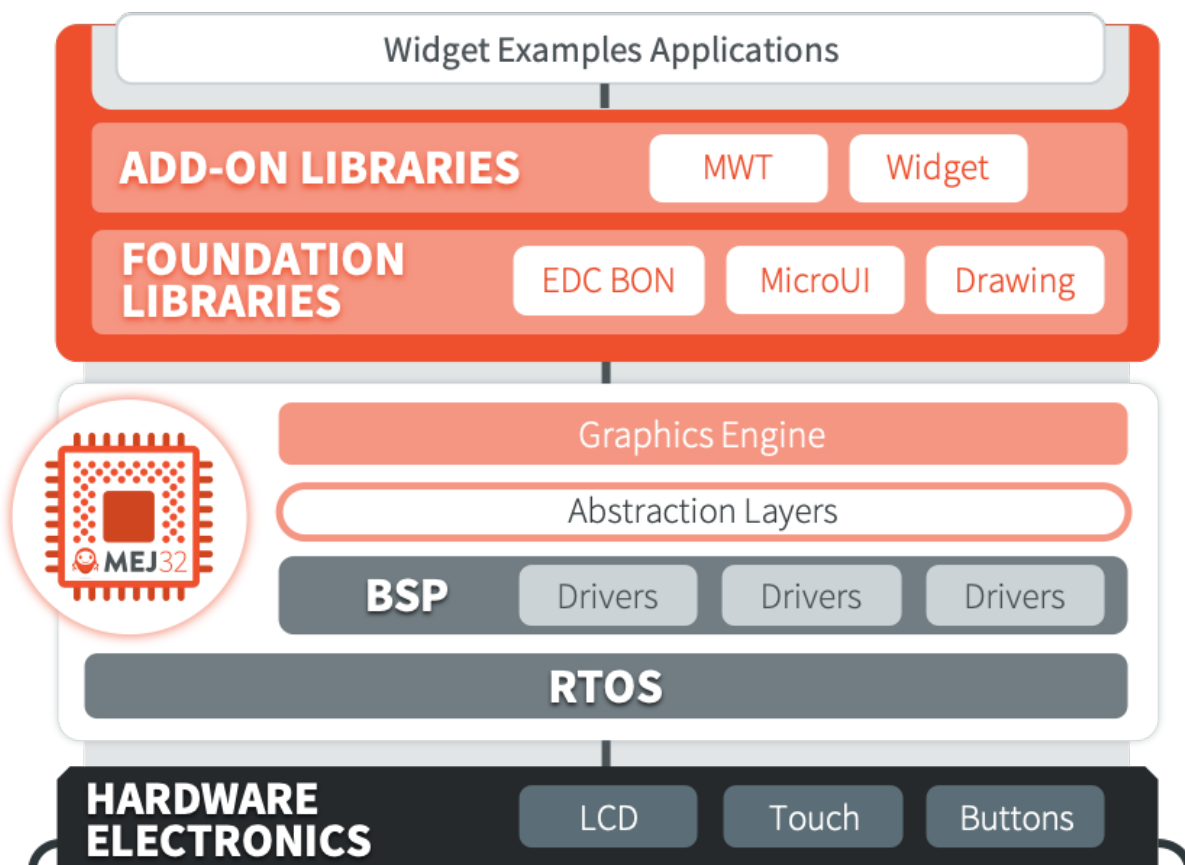 Widget Examples Applications
ADD-ON LIBRARIES
MWT
Widget
FOUNDATION
LIBRARIES
EDC BON
MicroUI
Drawing
Graphics Engine
Abstraction Layers
MEJ32
BSP
Drivers
Drivers
Drivers
RTOS
HARDWARE
ELECTRONICS
LCD
Touch
Buttons